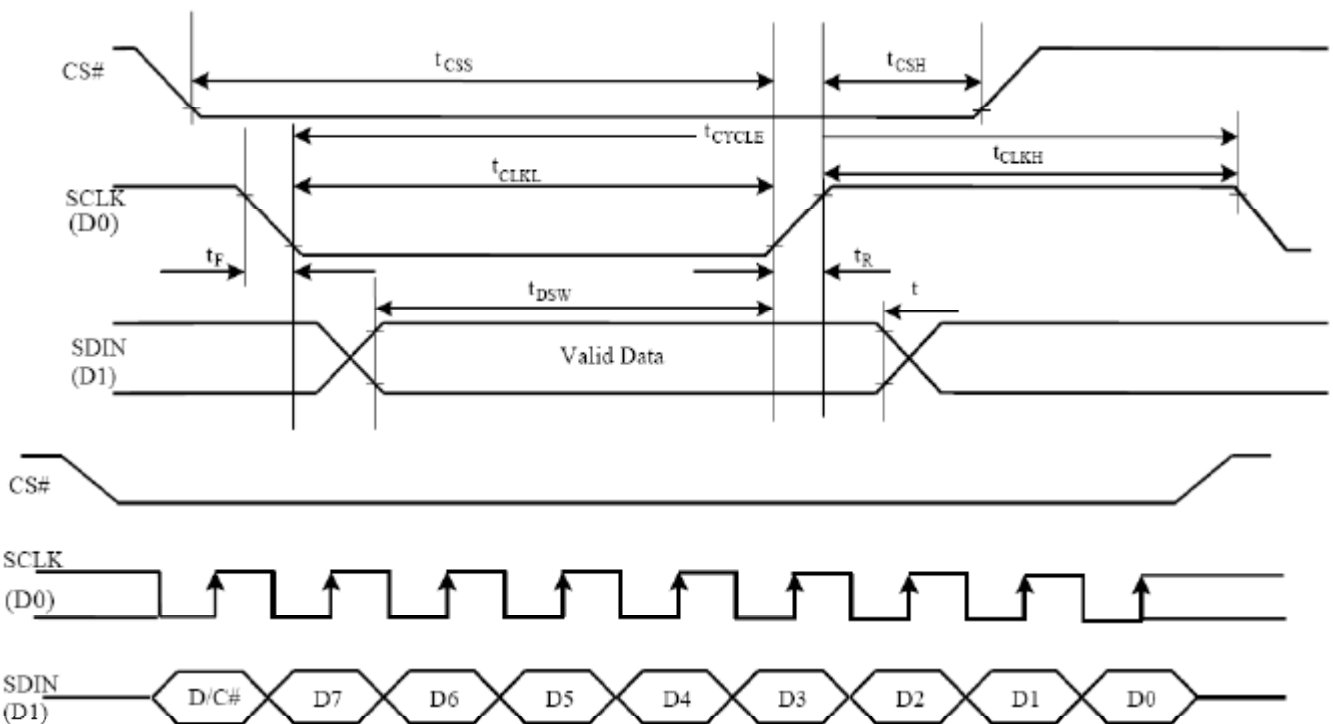 CS#
tCSS
tCSH
tCYCLE
tCLKL
tCLKH
SCLK
(D0)
tF
tR
tDSW
t
SDIN
(D1)
Valid Data
CS#
SCLK
(D0)
SDIN
(D1)
D/C# D7 D6 D5 D4 D3 D2 D1 D0